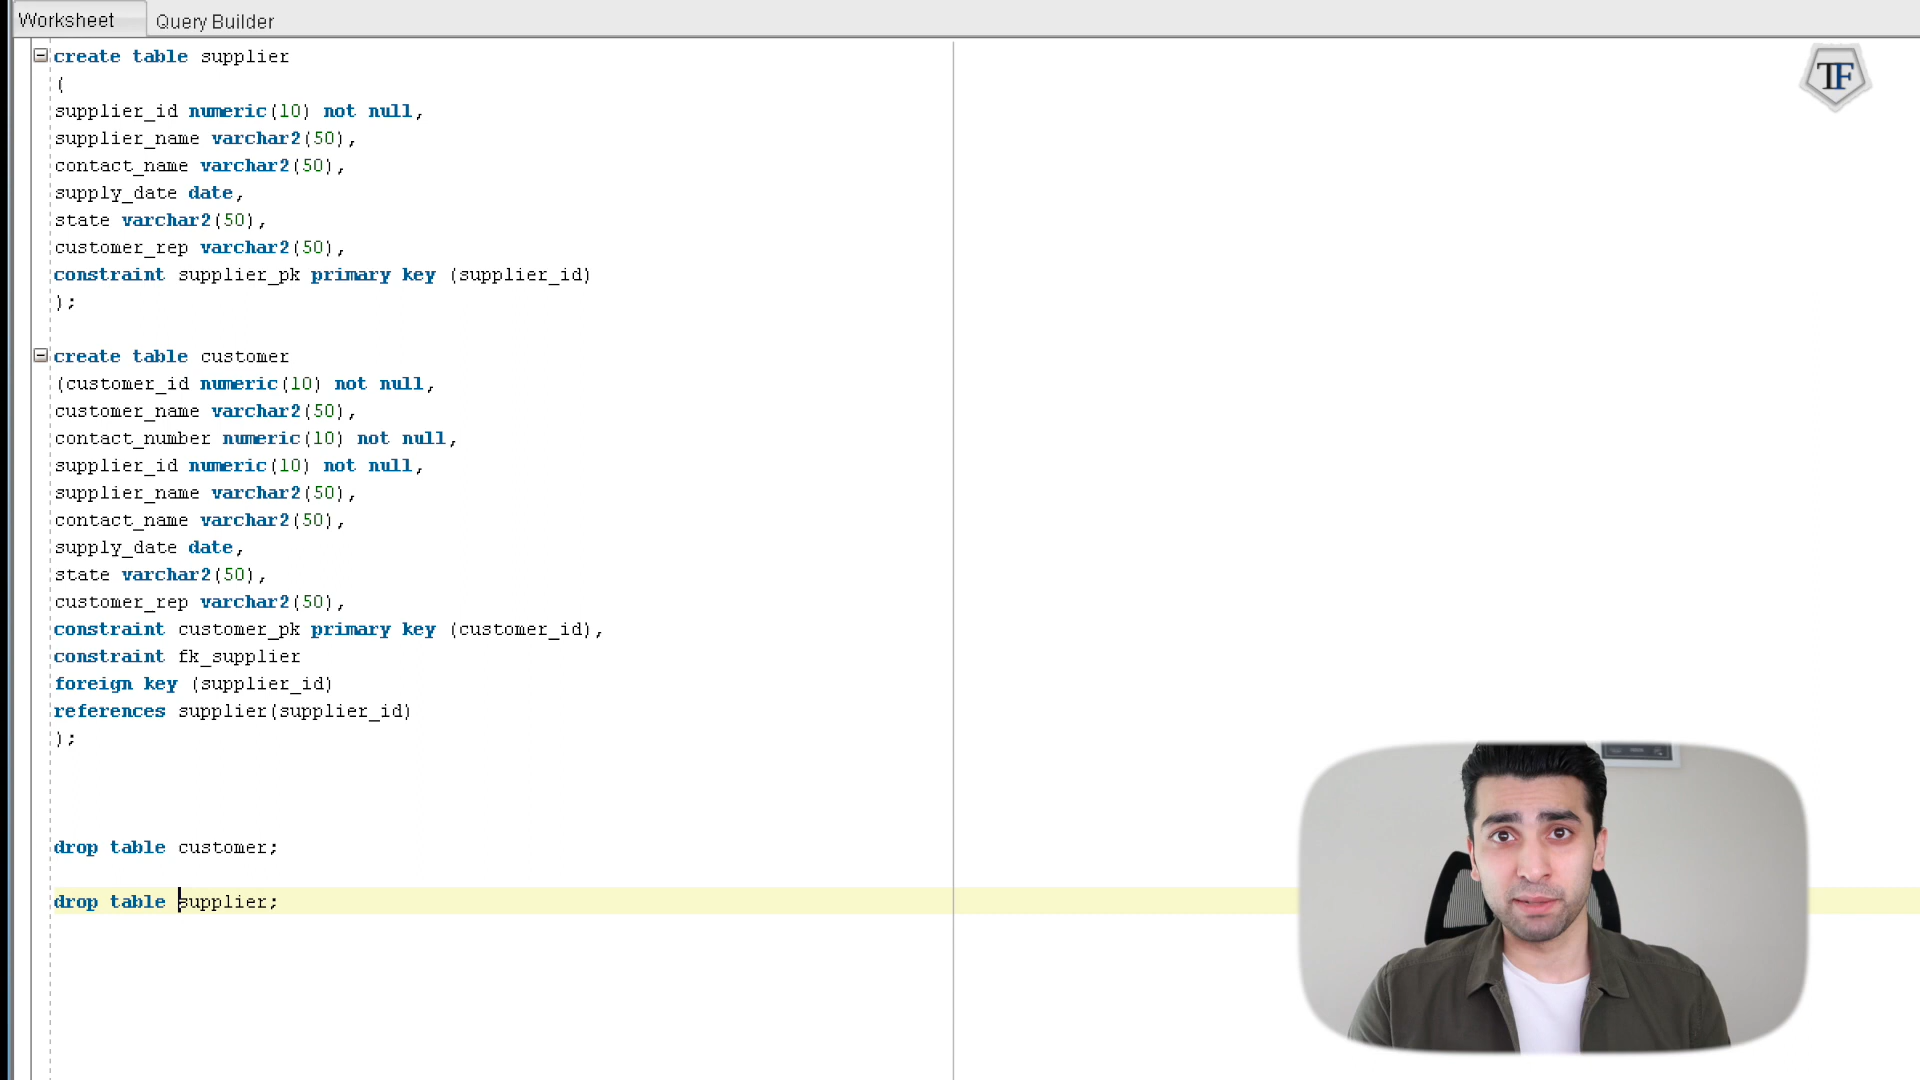 Worksheet
Query Builder
TF
create table supplier
(
supplier_id numeric(10) not null,
supplier_name varchar2(50),
contact_name varchar2(50),
supply_date date,
state varchar2(50),
customer_rep varchar2(50),
constraint supplier_pk primary key (supplier_id)
);
create table customer
(customer_id numeric(10) not null,
customer_name varchar2(50),
contact_number numeric(10) not null,
supplier_id numeric(10) not null,
supplier_name varchar2(50),
contact_name varchar2(50),
supply_date date,
state varchar2(50),
customer_rep varchar2(50),
constraint customer_pk primary key (customer_id),
constraint fk_supplier
foreign key (supplier_id)
references supplier(supplier_id)
);
drop table customer;
drop table supplier;